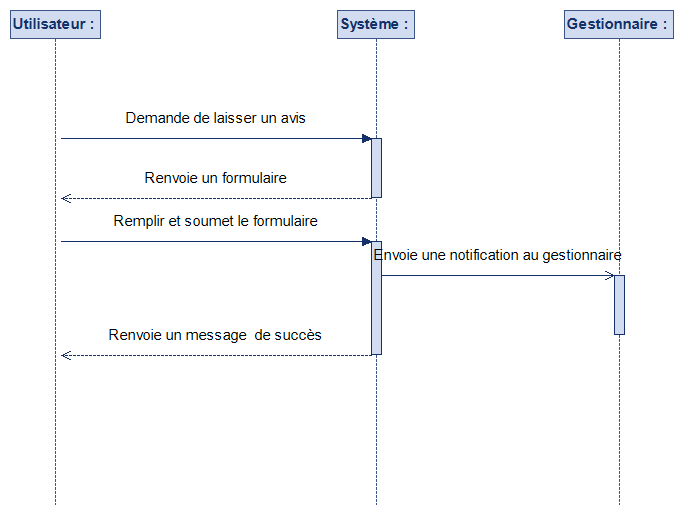 Utilisateur :
Système :
Gestionnaire :
Demande de laisser un avis
Renvoie un formulaire
Remplir et soumet le formulaire
Envoie une notification au gestionnaire
Renvoie un message  de succès